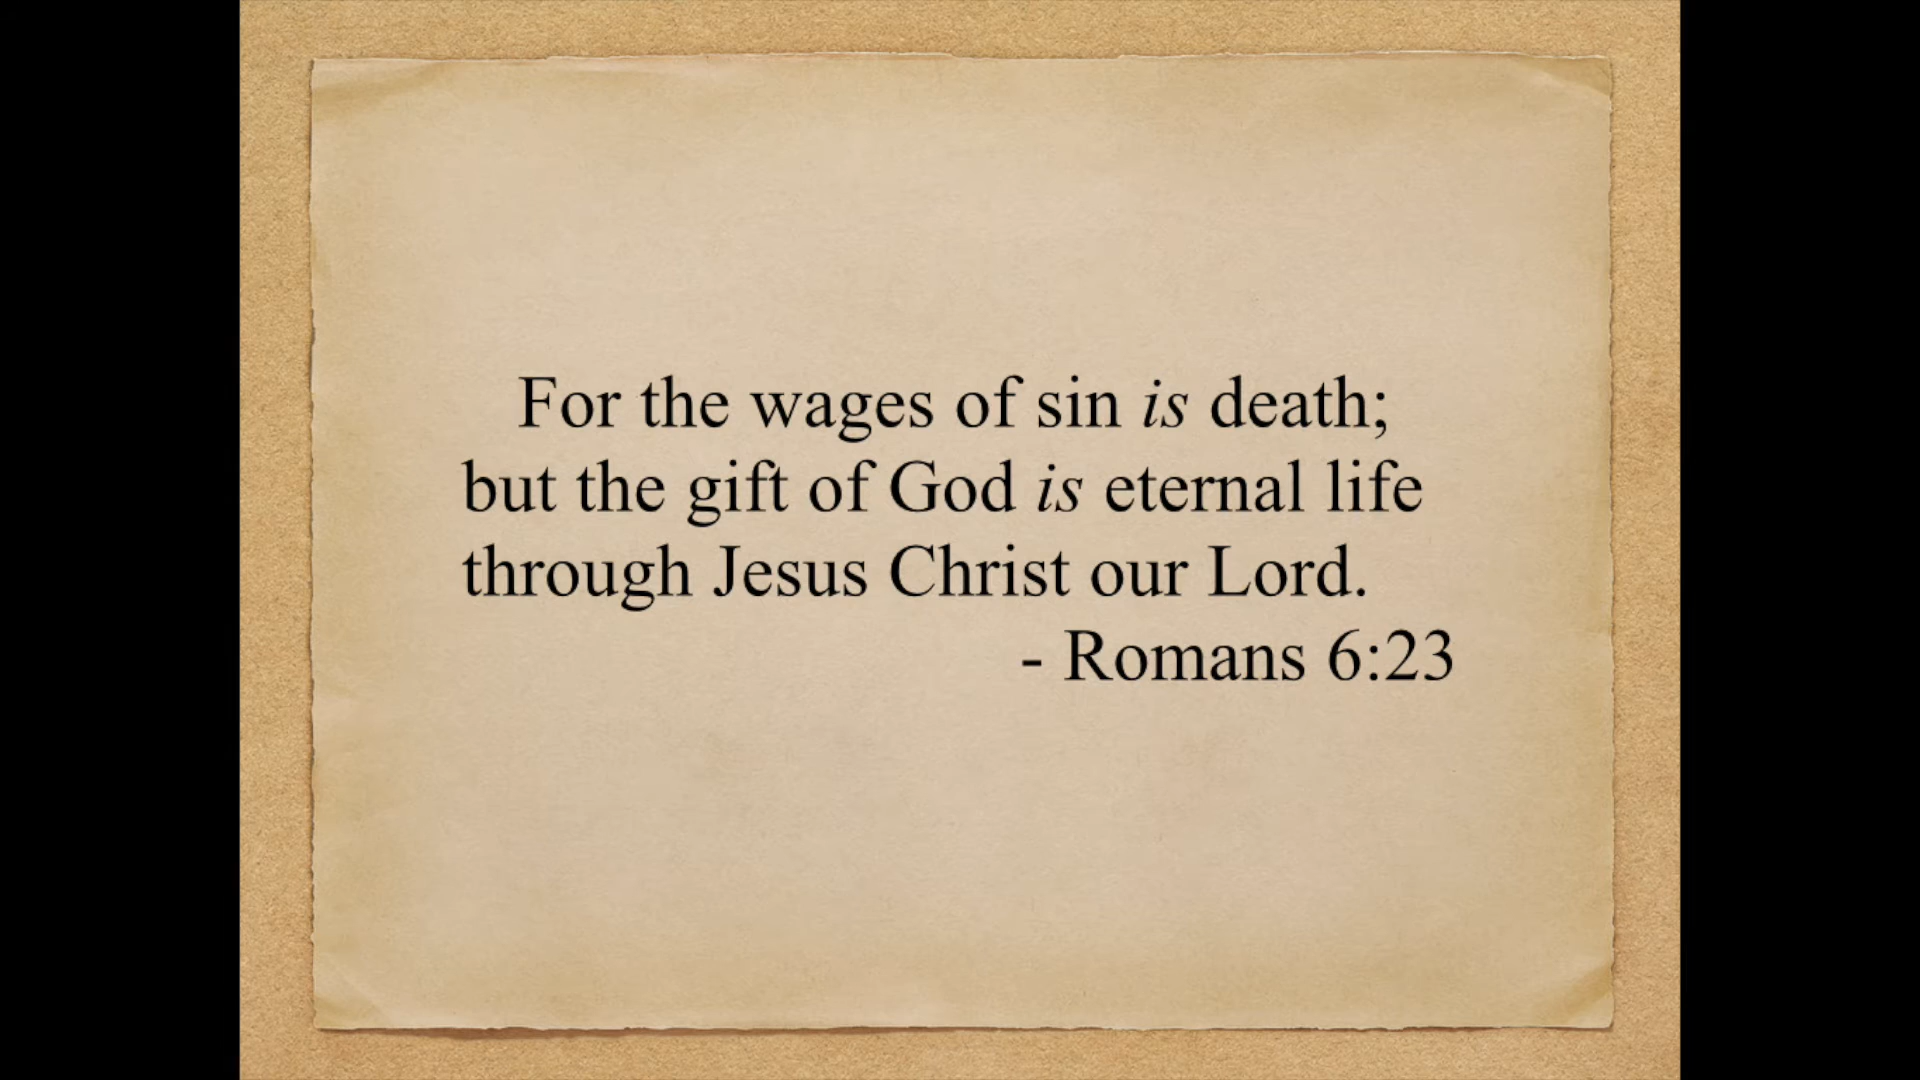 For the wages of sin is death;
but the gift of God is eternal life
through Jesus Christ our Lord.
- Romans 6:23